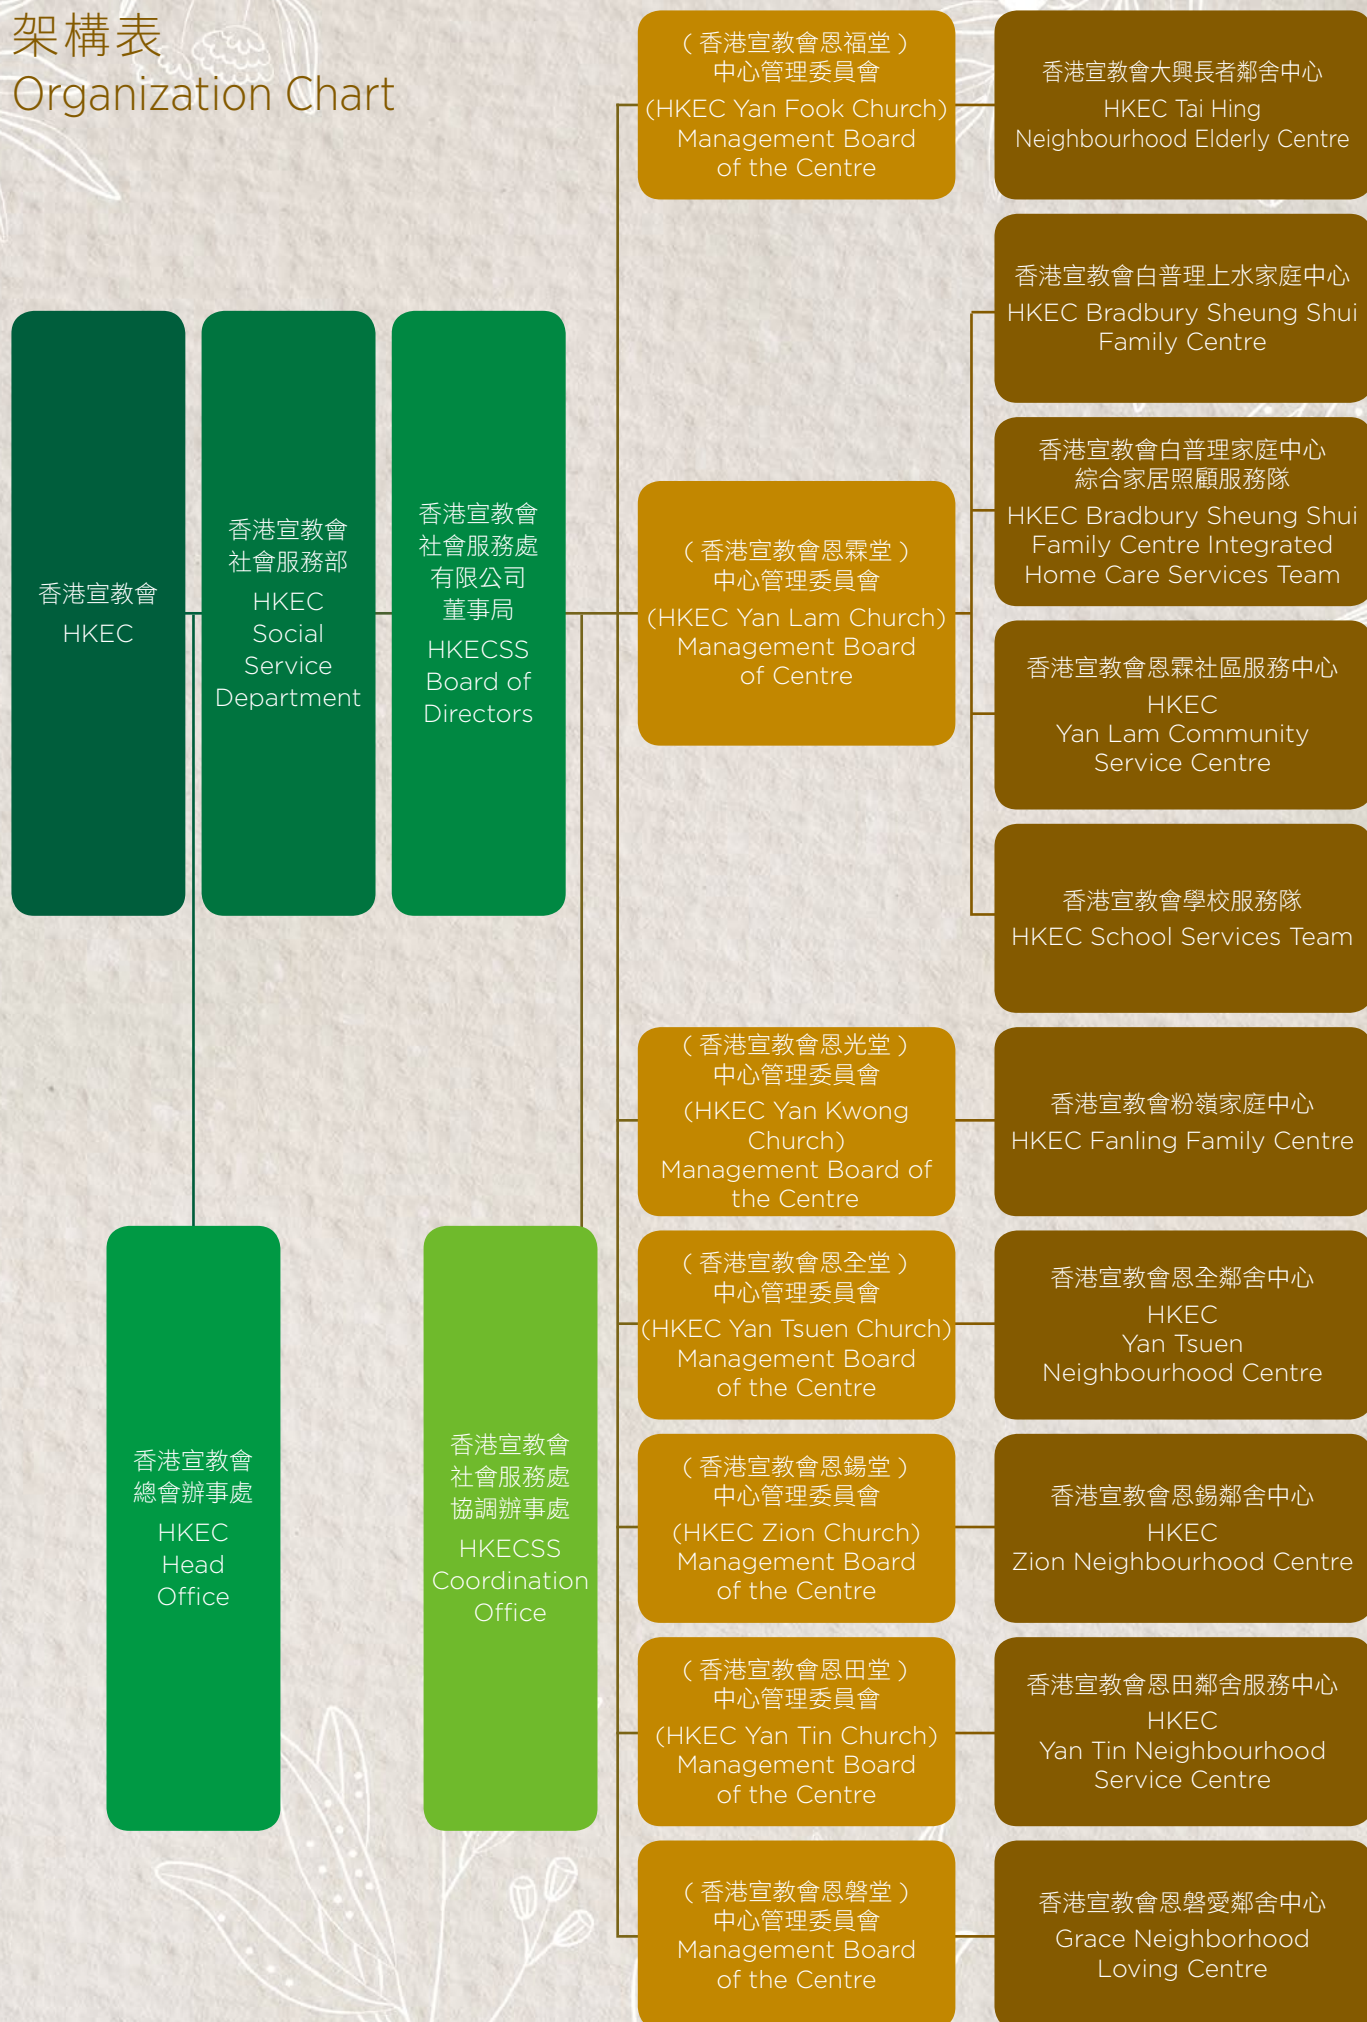 架構表
Organization Chart
香港宣教會
HKEC
香港宣教會
社會服務部
HKEC
Social
Service
Department
香港宣教會
社會服務處
有限公司
董事局
HKECSS
Board of
Directors
香港宣教會
總會辦事處
HKEC
Head
Office
香港宣教會
社會服務處
協調辦事處
HKECSS
Coordination
Office
（香港宣教會恩福堂）
中心管理委員會
(HKEC Yan Fook Church)
Management Board
of the Centre
香港宣教會大興長者鄰舍中心
HKEC Tai Hing
Neighbourhood Elderly Centre
（香港宣教會恩霖堂）
中心管理委員會
(HKEC Yan Lam Church)
Management Board
of Centre
香港宣教會白普理上水家庭中心
HKEC Bradbury Sheung Shui
Family Centre
香港宣教會白普理家庭中心
綜合家居照顧服務隊
HKEC Bradbury Sheung Shui
Family Centre Integrated
Home Care Services Team
香港宣教會恩霖社區服務中心
HKEC
Yan Lam Community
Service Centre
香港宣教會學校服務隊
HKEC School Services Team
（香港宣教會恩光堂）
中心管理委員會
(HKEC Yan Kwong
Church)
Management Board of
the Centre
香港宣教會粉嶺家庭中心
HKEC Fanling Family Centre
（香港宣教會恩全堂）
中心管理委員會
(HKEC Yan Tsuen Church)
Management Board
of the Centre
香港宣教會恩全鄰舍中心
HKEC
Yan Tsuen
Neighbourhood Centre
（香港宣教會恩錫堂）
中心管理委員會
(HKEC Zion Church)
Management Board
of the Centre
香港宣教會恩錫鄰舍中心
HKEC
Zion Neighbourhood Centre
（香港宣教會恩田堂）
中心管理委員會
(HKEC Yan Tin Church)
Management Board
of the Centre
香港宣教會恩田鄰舍服務中心
HKEC
Yan Tin Neighbourhood
Service Centre
（香港宣教會恩磐堂）
中心管理委員會
Management Board
of the Centre
香港宣教會恩磐愛鄰舍中心
Grace Neighborhood
Loving Centre